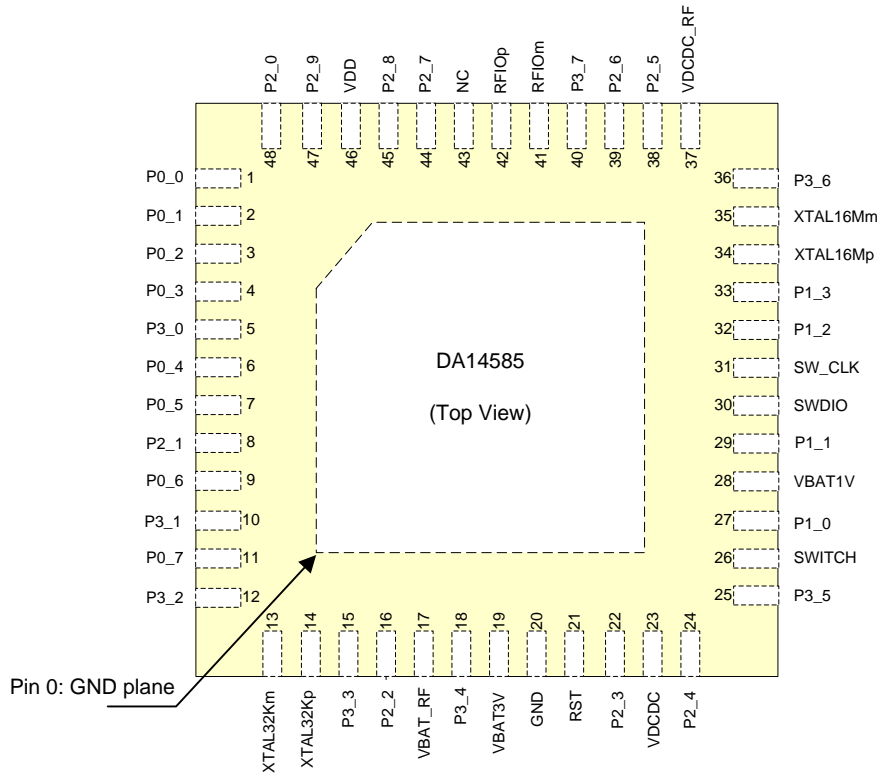 P2_0
P2_9
VDD
P2_8
P2_7
NC
RFIOp
RFIOm
P3_7
P2_6
P2_5
VDCDC_RF
48
47
46
45
44
43
42
41
40
39
38
37
P0_0 1
P0_1 2
P0_2 3
P0_3 4
P3_0 5
P0_4 6
P0_5 7
P2_1 8
P0_6 9
P3_1 10
P0_7 11
P3_2 12
DA14585
(Top View)
36 P3_6
35 XTAL16Mm
34 XTAL16Mp
33 P1_3
32 P1_2
31 SW_CLK
30 SWDIO
29 P1_1
28 VBAT1V
27 P1_0
26 SWITCH
25 P3_5
13
14
15
16
17
18
19
20
21
22
23
24
XTAL32Km
XTAL32Kp
P3_3
P2_2
VBAT_RF
P3_4
VBAT3V
GND
RST
P2_3
VDCDC
P2_4
Pin 0: GND plane